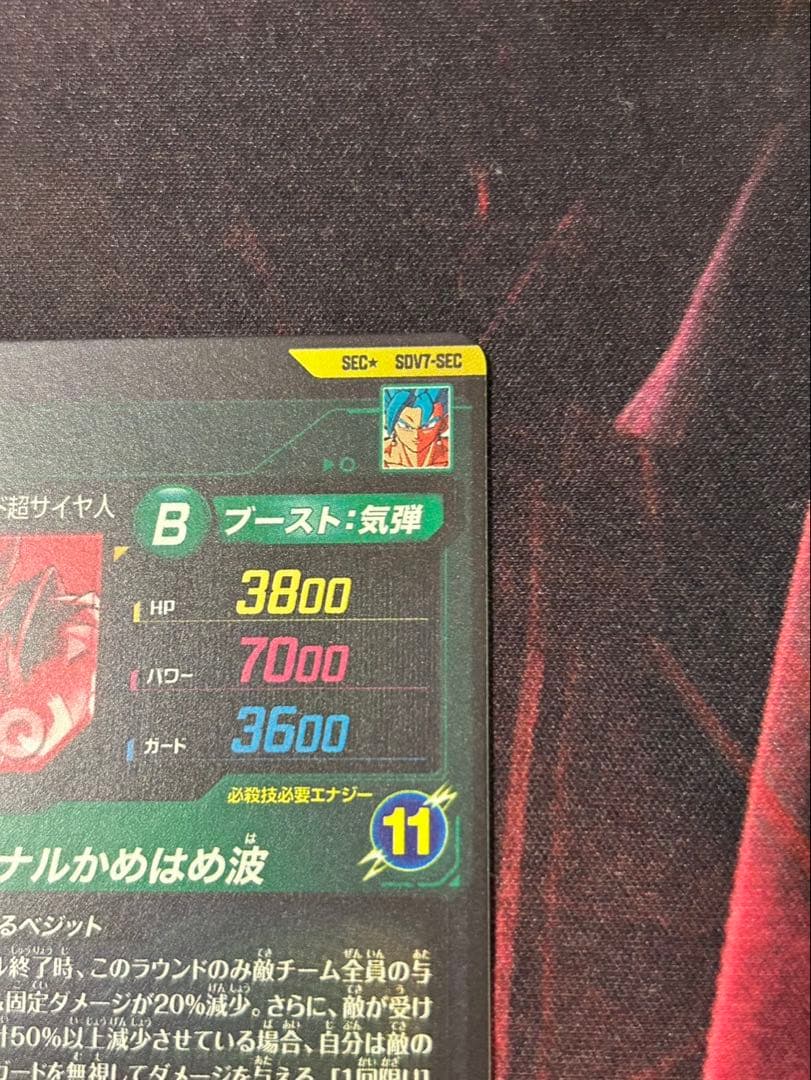 SEC★ SDV7-SEC
超サイヤ人
B ブースト:気弾
HP 3800
パワー 7000
ガード 3600
必殺技必要エナジー
11
ナルかめはめ波
るベジット
終了時、このラウンドのみ敵チーム全員の与
固定ダメージが20%減少。さらに、敵が受け
50%以上減少させている場合、自分は敵の
ガードを無視してダメージを与える。[1回限り]